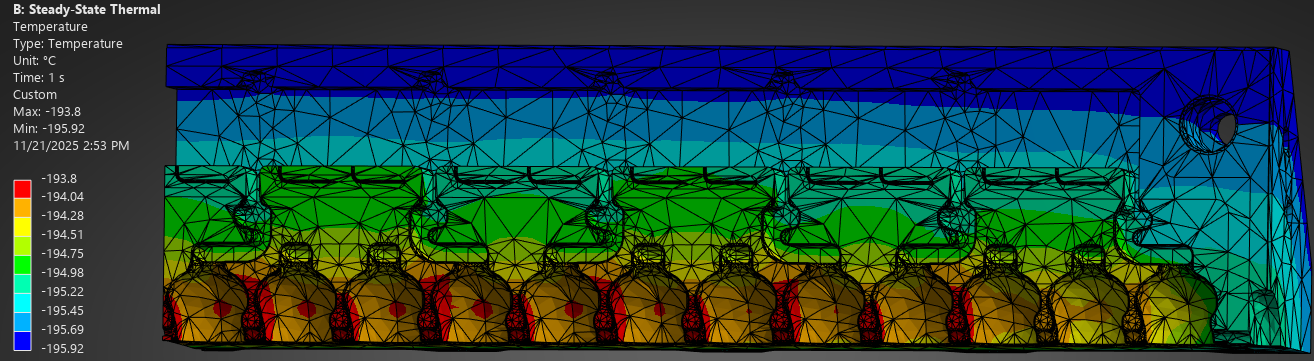 B: Steady-State Thermal
Temperature
Type: Temperature
Unit: °C
Time: 1 s
Custom
Max: -193.8
Min: -195.92
11/21/2025 2:53 PM
-193.8
-194.04
-194.28
-194.51
-194.75
-194.98
-195.22
-195.45
-195.69
-195.92